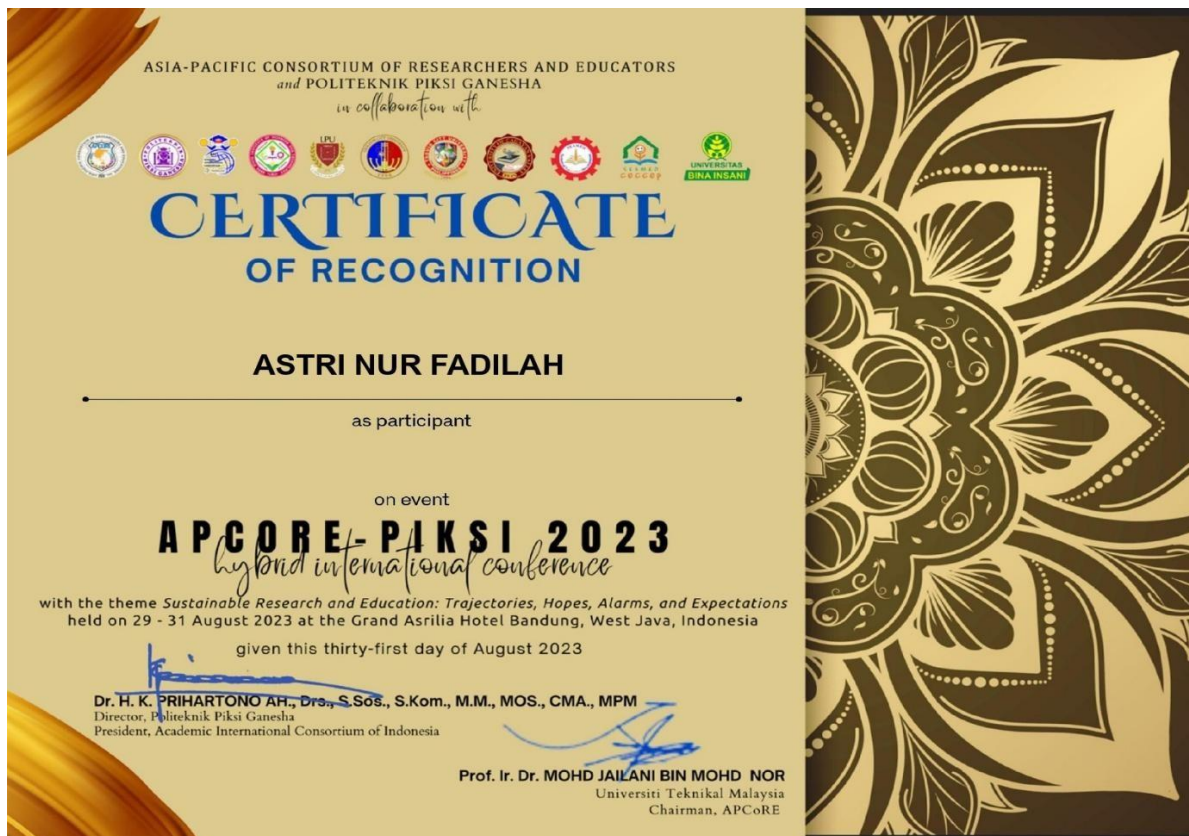 ASIA-PACIFIC CONSORTIUM OF RESEARCHERS AND EDUCATORS
and POLITEKNIK PIKSI GANESHA
in collaboration with
LPU
UNIVERSITAS
BINA INSANI
CERTIFICATE
OF RECOGNITION
ASTRI NUR FADILAH
as participant
on event
APCORE-PIKSI 2023
hybrid international conference
with the theme Sustainable Research and Education: Trajectories, Hopes, Alarms, and Expectations
held on 29 - 31 August 2023 at the Grand Asrilia Hotel Bandung, West Java, Indonesia
given this thirty-first day of August 2023
Dr. H. K. PRIHARTONO AH., Drs., S.Sos., S.Kom., M.M., MOS., CMA., MPM
Director, Politeknik Piksi Ganesha
President, Academic International Consortium of Indonesia
Prof. Ir. Dr. MOHD JAILANI BIN MOHD NOR
Universiti Teknikal Malaysia
Chairman, APCoRE